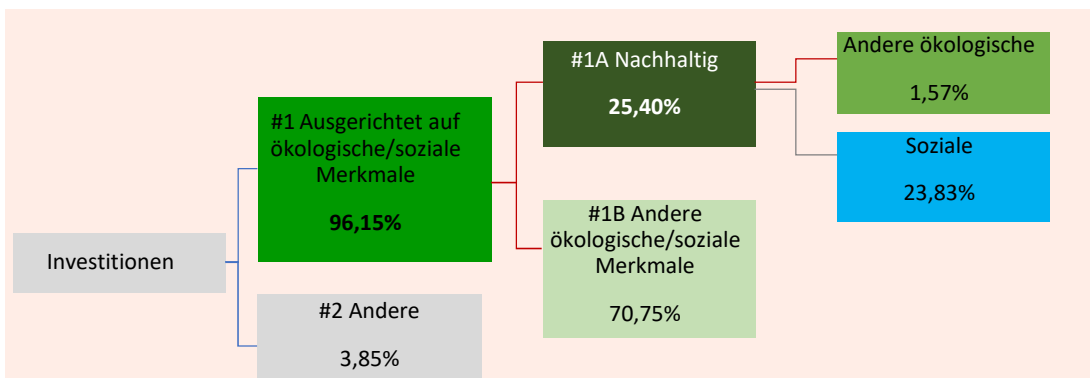 Investitionen
#1 Ausgerichtet auf
ökologische/soziale
Merkmale
96,15%
#2 Andere
3,85%
#1A Nachhaltig
25,40%
#1B Andere
ökologische/soziale
Merkmale
70,75%
Andere ökologische
1,57%
Soziale
23,83%